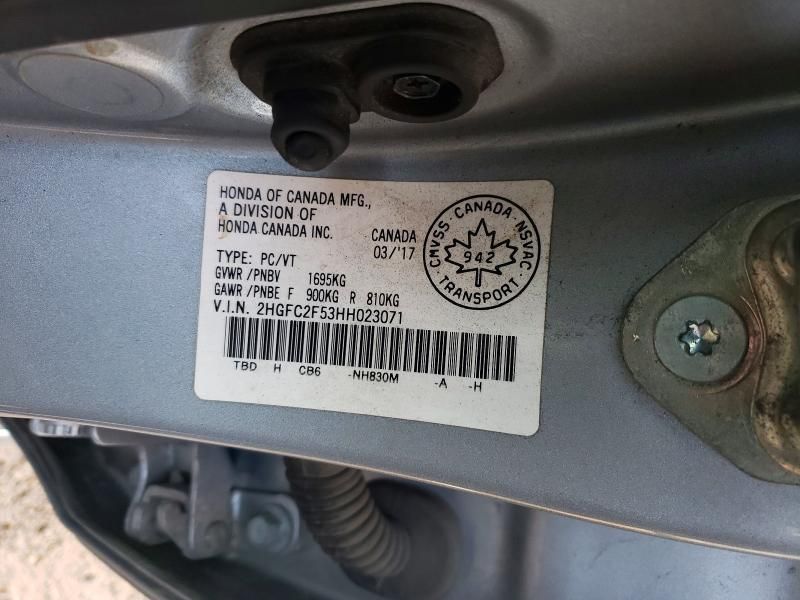 HONDA OF CANADA MFG.,
A DIVISION OF
HONDA CANADA INC. CANADA
03/'17
TYPE: PC/VT
GVWR/PNBV 1695KG
GAWR/PNBE F 900KG R 810KG
V.I.N. 2HGFC2F53HH023071
TBD H CB6 -NH830M -A -H
CMVSS · CANADA · NSVAC
942
TRANSPORT